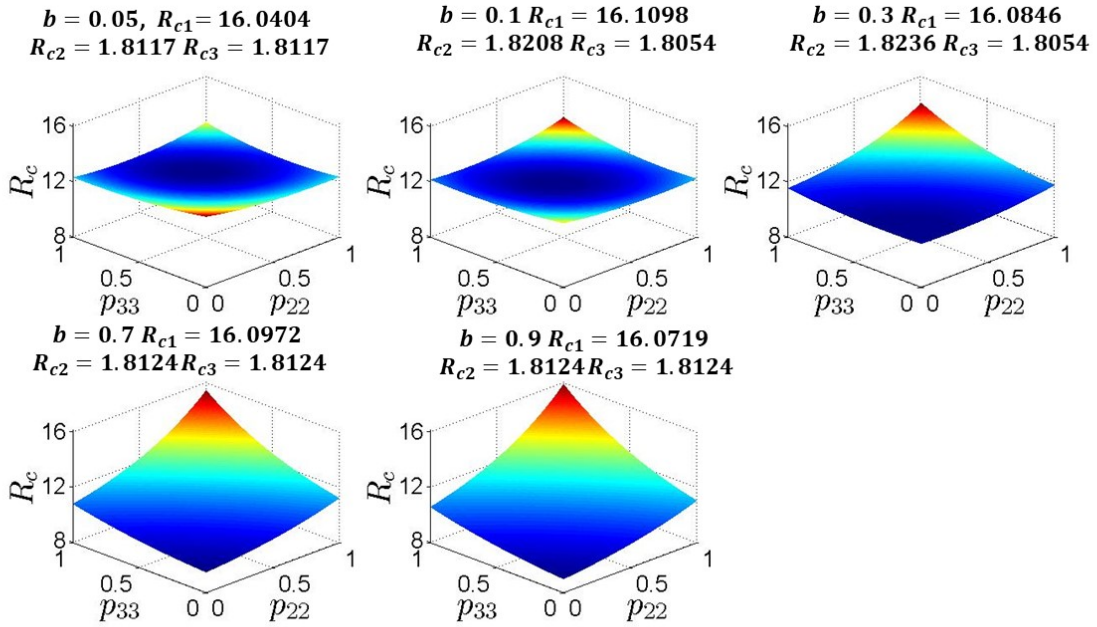 b = 0.05, R_c1 = 16.0404
R_c2 = 1.8117 R_c3 = 1.8117
16
12
8
R_c
1
0.5
0
p_33
0
0.5
1
p_22
b = 0.1 R_c1 = 16.1098
R_c2 = 1.8208 R_c3 = 1.8054
16
12
8
R_c
1
0.5
0
p_33
0
0.5
1
p_22
b = 0.3 R_c1 = 16.0846
R_c2 = 1.8236 R_c3 = 1.8054
16
12
8
R_c
1
0.5
0
p_33
0
0.5
1
p_22
b = 0.7 R_c1 = 16.0972
R_c2 = 1.8124 R_c3 = 1.8124
16
12
8
R_c
1
0.5
0
p_33
0
0.5
1
p_22
b = 0.9 R_c1 = 16.0719
R_c2 = 1.8124 R_c3 = 1.8124
16
12
8
R_c
1
0.5
0
p_33
0
0.5
1
p_22